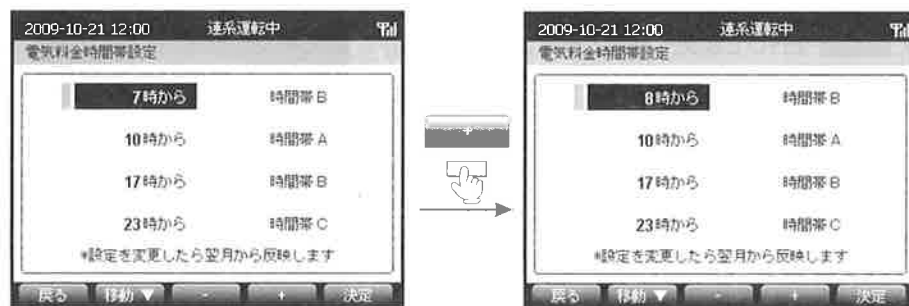 2009-10-21 12:00 連系運転中
電気料金時間帯設定
7時から 時間帯 B
10時から 時間帯 A
17時から 時間帯 B
23時から 時間帯 C
*設定を変更したら翌月から反映します
戻る 移動 ▼ - + 決定
+
2009-10-21 12:00 連系運転中
電気料金時間帯設定
8時から 時間帯 B
10時から 時間帯 A
17時から 時間帯 B
23時から 時間帯 C
*設定を変更したら翌月から反映します
戻る 移動 ▼ - + 決定